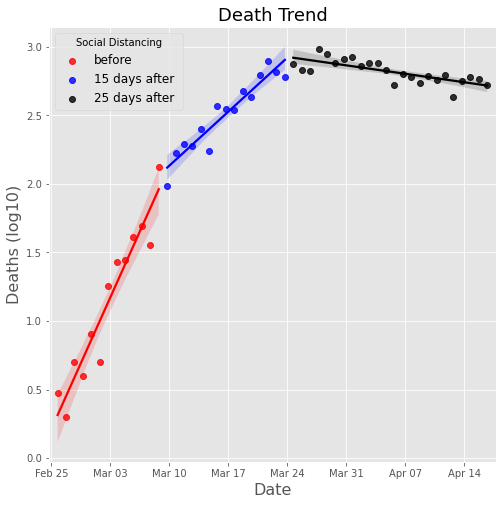 Death Trend
Social Distancing
before
15 days after
25 days after
Deaths (log10)
3.0
2.5
2.0
1.5
1.0
0.5
0.0
Feb 25 Mar 03 Mar 10 Mar 17 Mar 24 Mar 31 Apr 07 Apr 14
Date